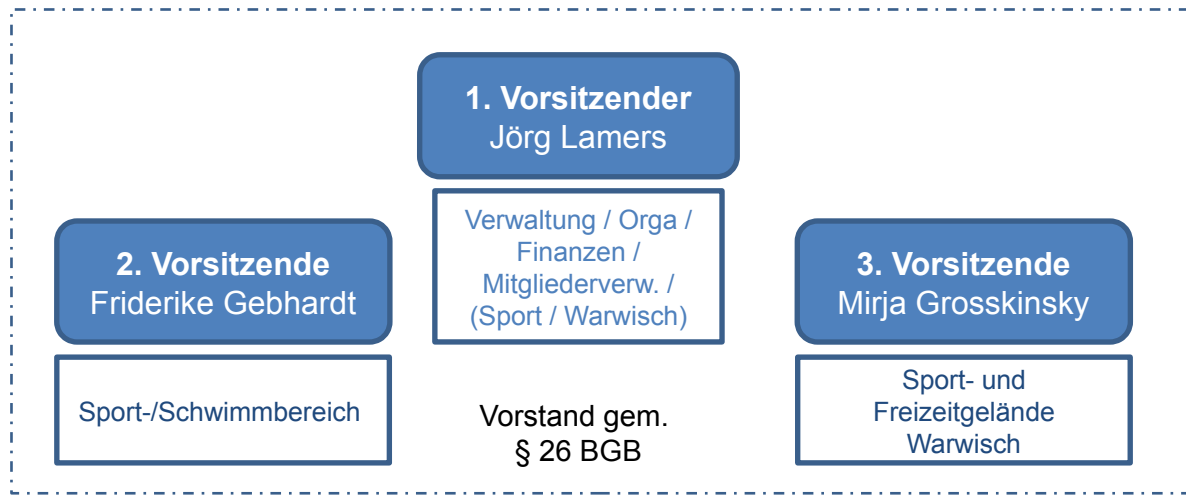 1. Vorsitzender
Jörg Lamers
Verwaltung / Orga /
Finanzen /
Mitgliederverw. /
(Sport / Warwisch)
2. Vorsitzende
Friderike Gebhardt
Sport-/Schwimmbereich
Vorstand gem.
§ 26 BGB
3. Vorsitzende
Mirja Grosskinsky
Sport- und
Freizeitgelände
Warwisch